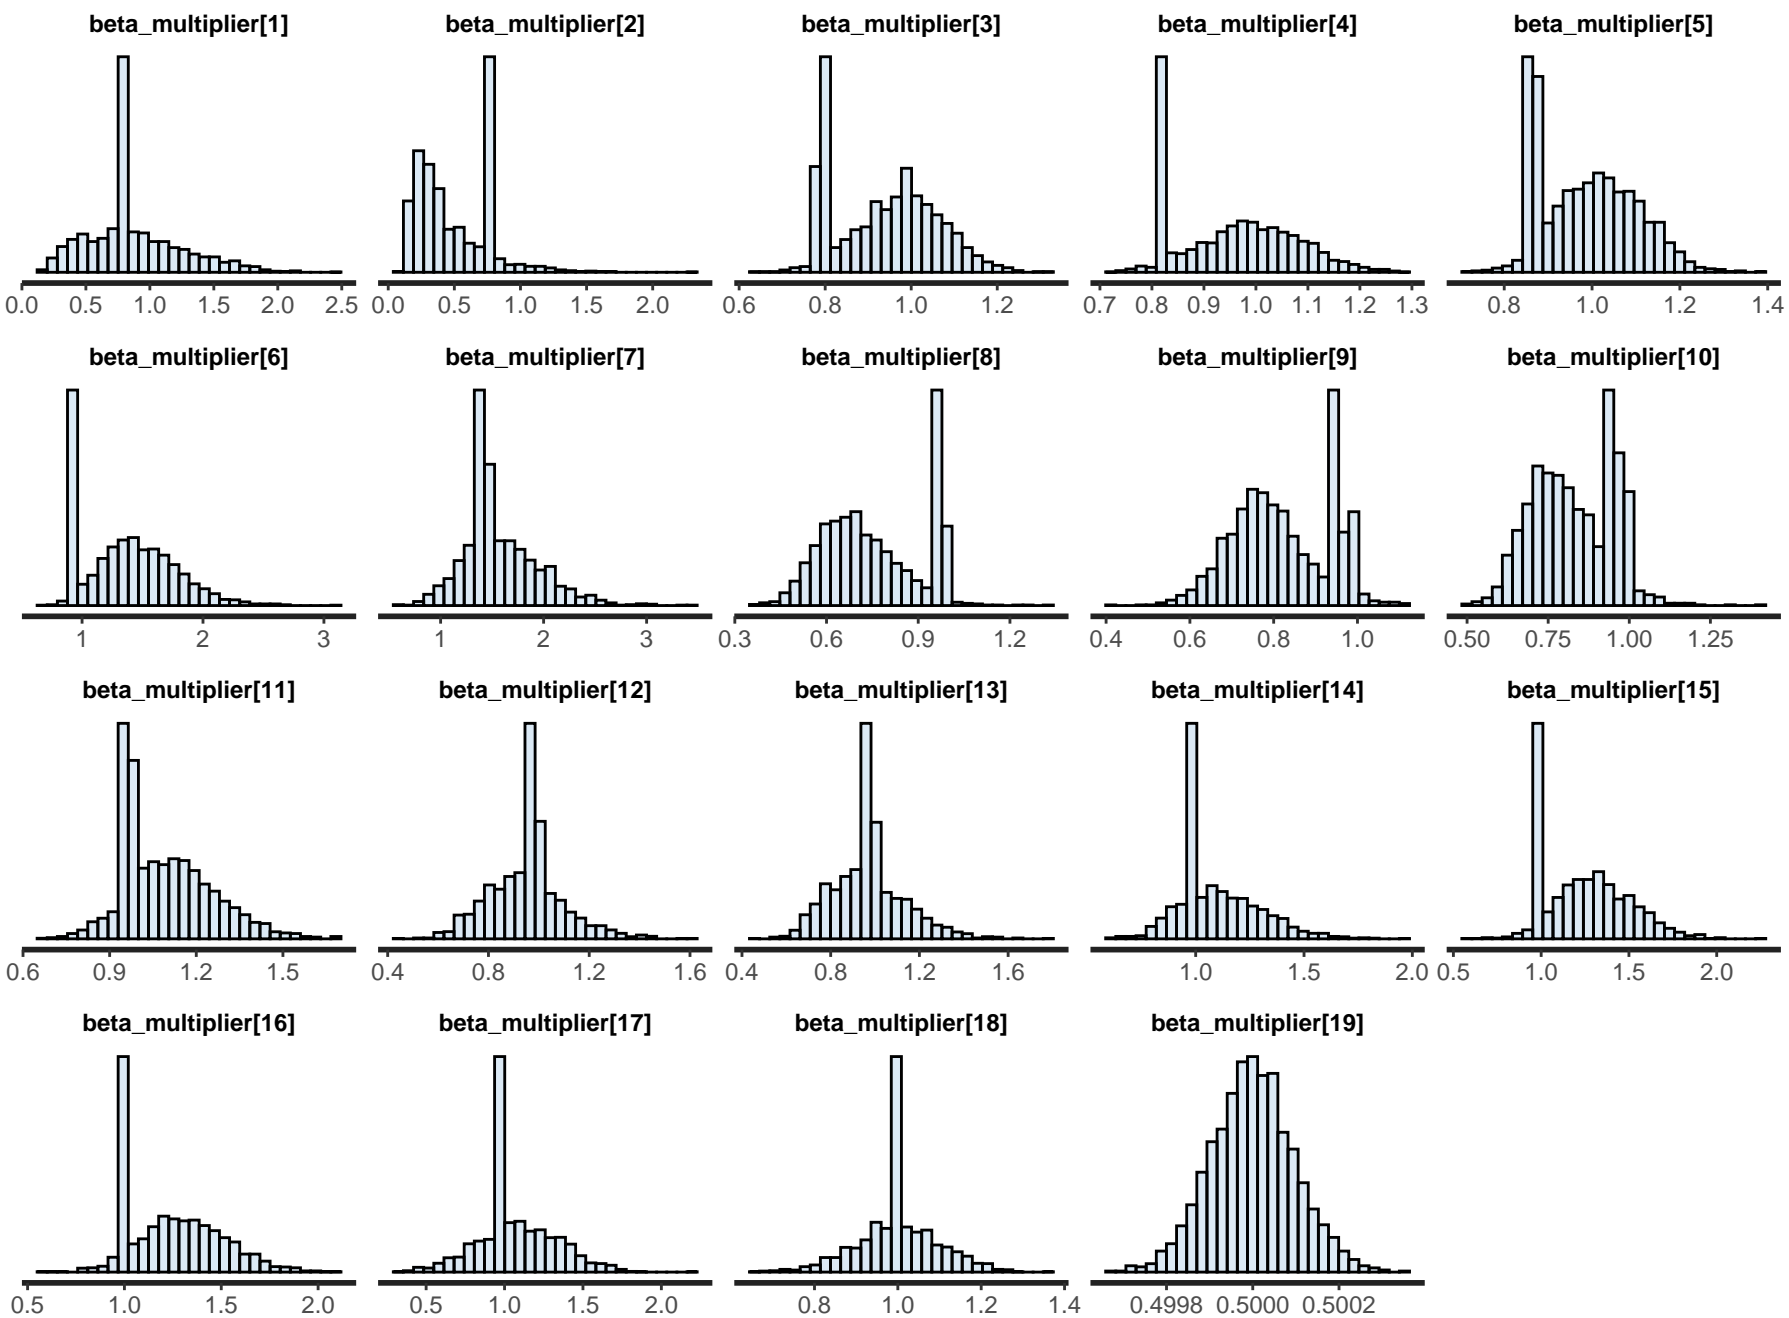 beta_multiplier[1] beta_multiplier[2] beta_multiplier[3] beta_multiplier[4] beta_multiplier[5]
0.0 0.5 1.0 1.5 2.0 2.5 0.0 0.5 1.0 1.5 2.0 0.6 0.8 1.0 1.2 0.7 0.8 0.9 1.0 1.1 1.2 1.3 0.8 1.0 1.2 1.4
beta_multiplier[6] beta_multiplier[7] beta_multiplier[8] beta_multiplier[9] beta_multiplier[10]
1 2 3 1 2 3 0.3 0.6 0.9 1.2 0.4 0.6 0.8 1.0 0.50 0.75 1.00 1.25
beta_multiplier[11] beta_multiplier[12] beta_multiplier[13] beta_multiplier[14] beta_multiplier[15]
0.6 0.9 1.2 1.5 0.4 0.8 1.2 1.6 0.4 0.8 1.2 1.6 1.0 1.5 2.0 0.5 1.0 1.5 2.0
beta_multiplier[16] beta_multiplier[17] beta_multiplier[18] beta_multiplier[19]
0.5 1.0 1.5 2.0 0.5 1.0 1.5 2.0 0.8 1.0 1.2 1.4 0.4998 0.5000 0.5002